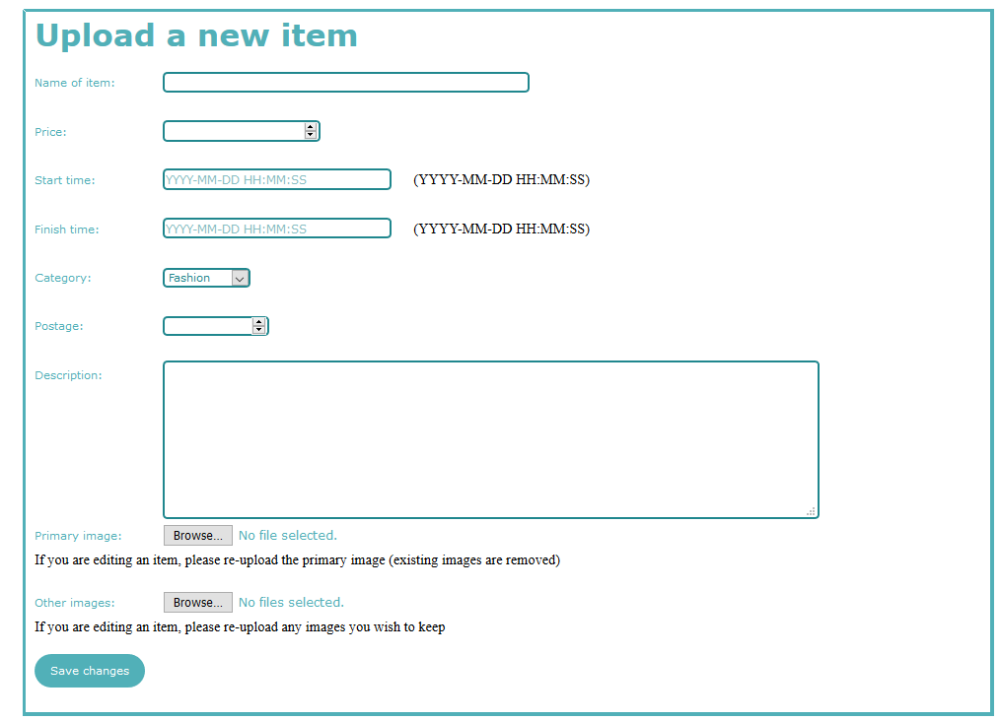 Upload a new item
Name of item:
Price:
Start time: YYYY-MM-DD HH:MM:SS (YYYY-MM-DD HH:MM:SS)
Finish time: YYYY-MM-DD HH:MM:SS (YYYY-MM-DD HH:MM:SS)
Category: Fashion
Postage:
Description:
Primary image: Browse... No file selected.
If you are editing an item, please re-upload the primary image (existing images are removed)
Other images: Browse... No files selected.
If you are editing an item, please re-upload any images you wish to keep
Save changes